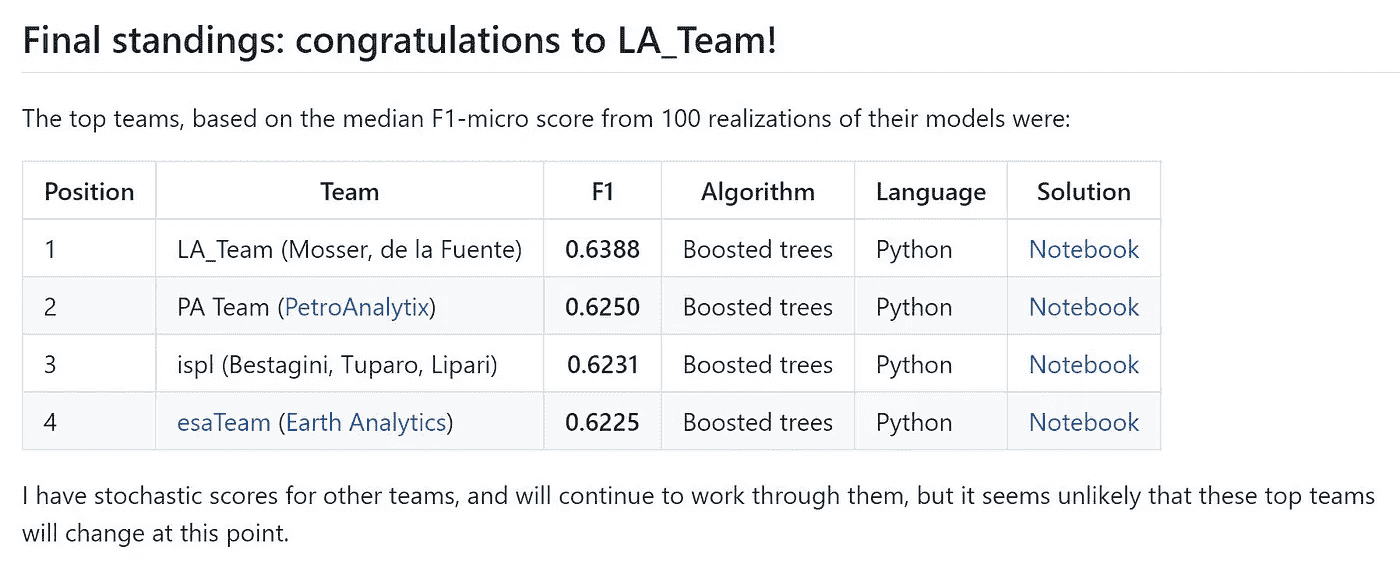 Final standings: congratulations to LA_Team!
The top teams, based on the median F1-micro score from 100 realizations of their models were:
Position Team F1 Algorithm Language Solution
1 LA_Team (Mosser, de la Fuente) 0.6388 Boosted trees Python Notebook
2 PA Team (PetroAnalytix) 0.6250 Boosted trees Python Notebook
3 ispl (Bestagini, Tuparo, Lipari) 0.6231 Boosted trees Python Notebook
4 esaTeam (Earth Analytics) 0.6225 Boosted trees Python Notebook
I have stochastic scores for other teams, and will continue to work through them, but it seems unlikely that these top teams
will change at this point.